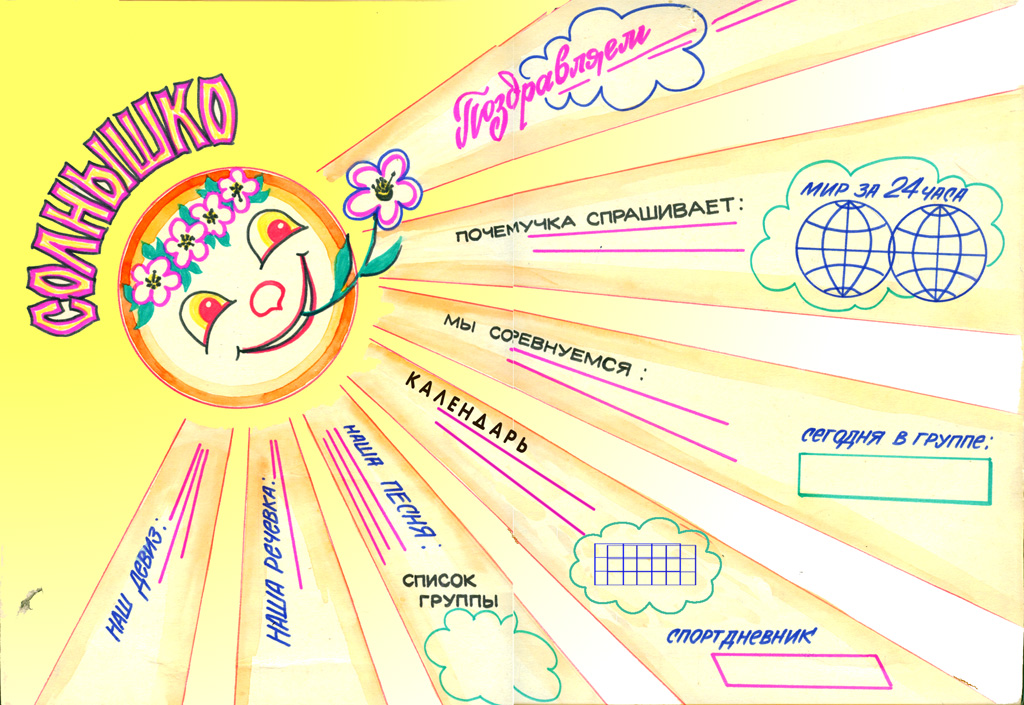 СОЛНЫШКО
Поздравляем
МИР ЗА 24 ЧАСА
ПОЧЕМУЧКА СПРАШИВАЕТ:
МЫ СОРЕВНУЕМСЯ:
КАЛЕНДАРЬ
СЕГОДНЯ В ГРУППЕ:
НАША ПЕСНЯ:
НАША РЕЧЕВКА:
НАШ ДЕВИЗ:
СПИСОК
ГРУППЫ
СПОРТДНЕВНИК